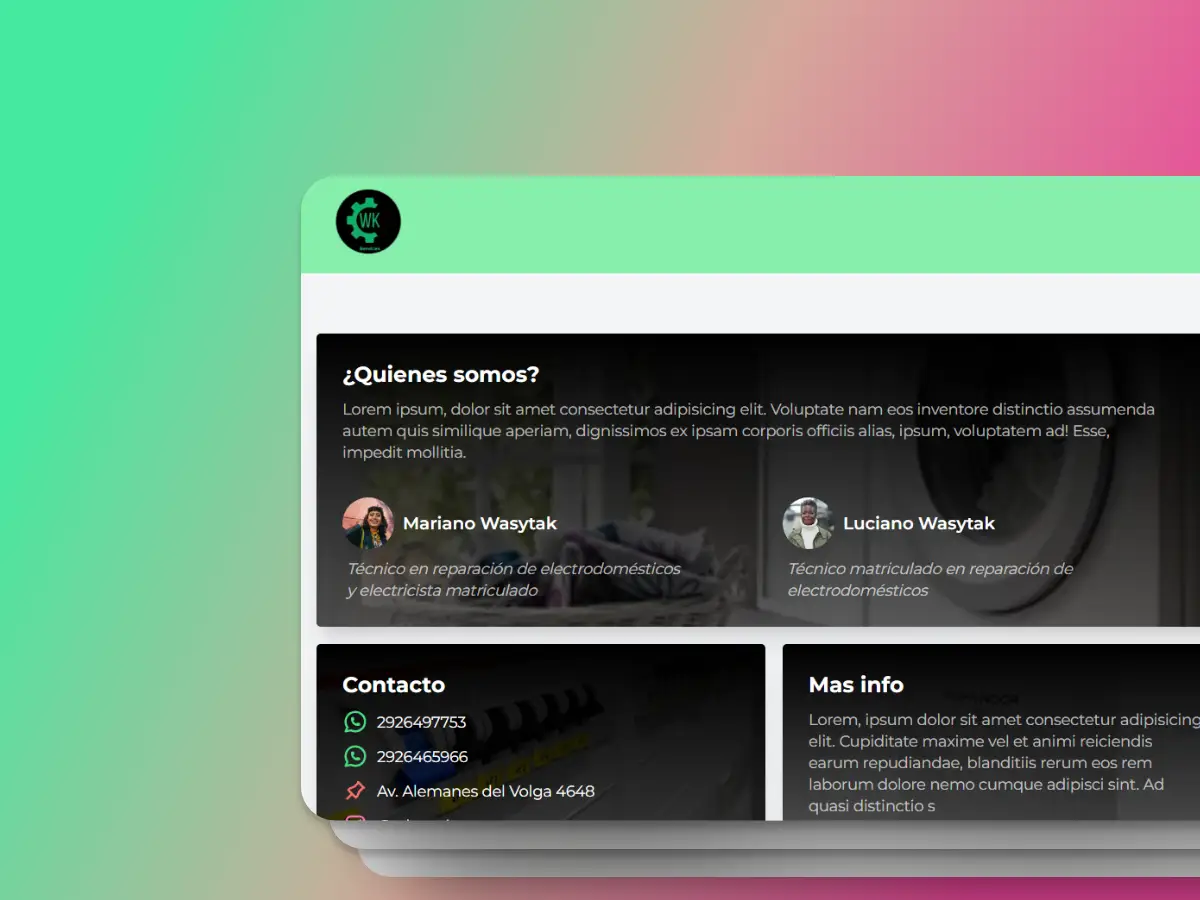 WK
¿Quienes somos?
Lorem ipsum, dolor sit amet consectetur adipisicing elit. Voluptate nam eos inventore distinctio assumenda
autem quis similique aperiam, dignissimos ex ipsam corporis officiis alias, ipsum, voluptatem ad! Esse,
impedit mollitia.
Mariano Wasytak
Luciano Wasytak
Técnico en reparación de electrodomésticos
y electricista matriculado
Técnico matriculado en reparación de
electrodomésticos
Contacto
2926497753
2926465966
Av. Alemanes del Volga 4648
Mas info
Lorem, ipsum dolor sit amet consectetur adipisicing
elit. Cupiditate maxime vel et animi reiciendis
earum repudiandae, blanditiis rerum eos rem
laborum dolore nemo cumque adipisci sint. Ad
quasi distinctio s